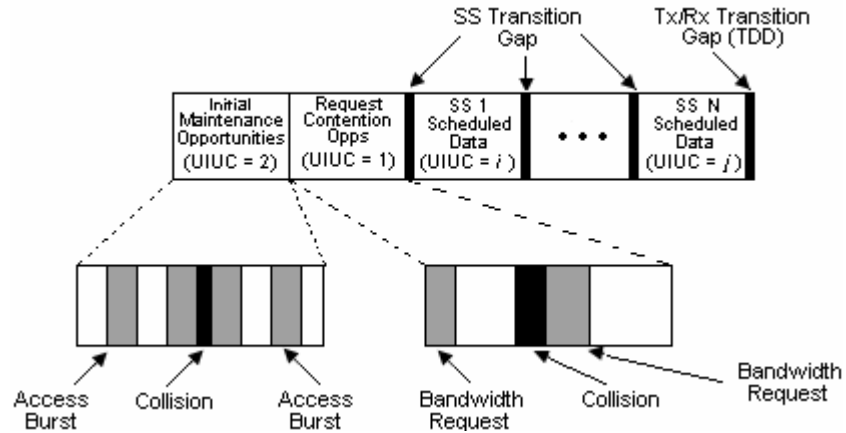 SS Transition
Gap
Tx/Rx Transition
Gap (TDD)
Initial
Maintenance
Opportunities
(UIUC = 2)
Request
Contention
Opps
(UIUC = 1)
SS 1
Scheduled
Data
(UIUC = i )
• • •
SS N
Scheduled
Data
(UIUC = j )
Access
Burst
Collision
Access
Burst
Bandwidth
Request
Collision
Bandwidth
Request